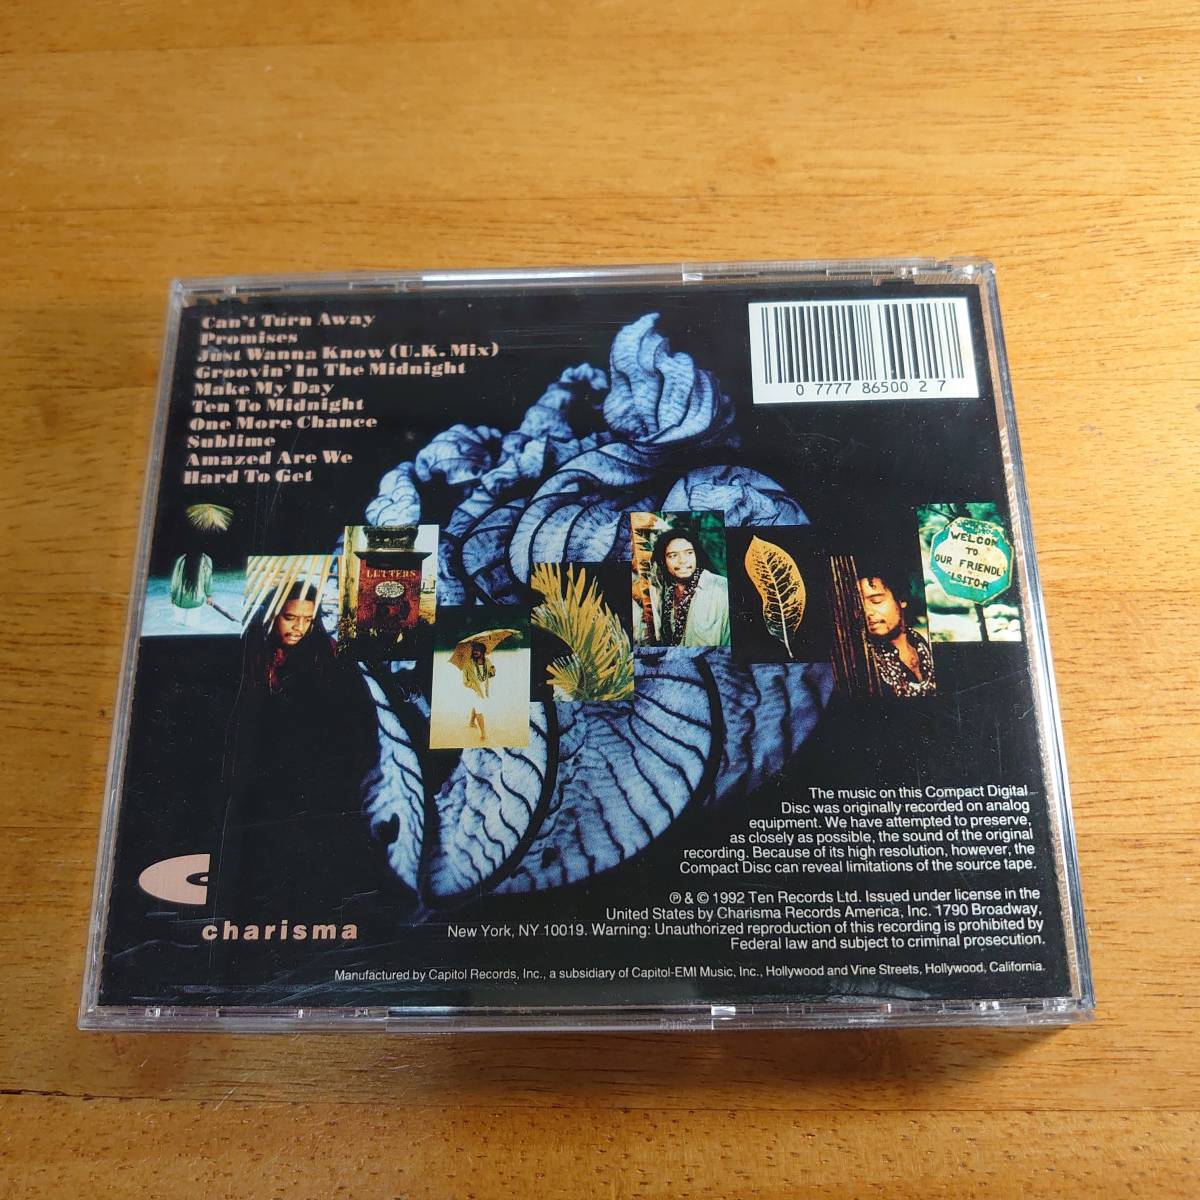 Can't Turn Away
Promises
Just Wanna Know (U.K. Mix)
Groovin' In The Midnight
Make My Day
Ten To Midnight
One More Chance
Sublime
Amazed Are We
Hard To Get
0 7777 86500 2 7
LETTERS
WELCOM
TO
OUR FRIENDL
VISITOR
The music on this Compact Digital
Disc was originally recorded on analog
equipment. We have attempted to preserve,
as closely as possible, the sound of the original
recording. Because of its high resolution, however, the
Compact Disc can reveal limitations of the source tape.
℗ & © 1992 Ten Records Ltd. Issued under license in the
United States by Charisma Records America, Inc. 1790 Broadway,
New York, NY 10019. Warning: Unauthorized reproduction of this recording is prohibited by
Federal law and subject to criminal prosecution.
Manufactured by Capitol Records, Inc., a subsidiary of Capitol-EMI Music, Inc., Hollywood and Vine Streets, Hollywood, California.
charisma